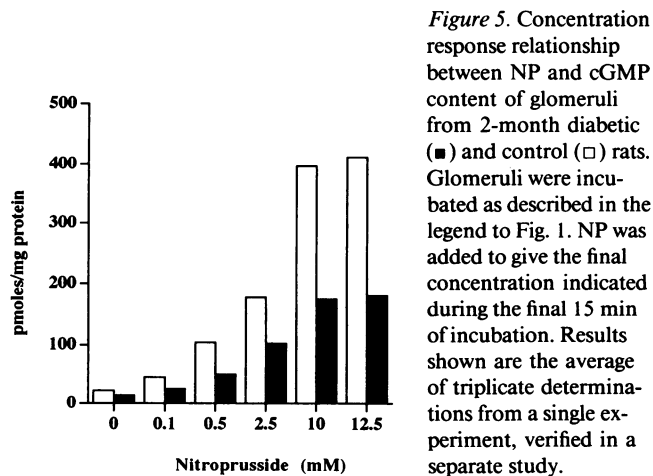 Figure 5. Concentration
response relationship
between NP and cGMP
content of glomeruli
from 2-month diabetic
(■) and control (□) rats.
Glomeruli were incu-
bated as described in the
legend to Fig. 1. NP was
added to give the final
concentration indicated
during the final 15 min
of incubation. Results
shown are the average
of triplicate determina-
tions from a single ex-
periment, verified in a
separate study.
pmoles/mg protein
500
400
300
200
100
0
0 0.1 0.5 2.5 10 12.5
Nitroprusside (mM)